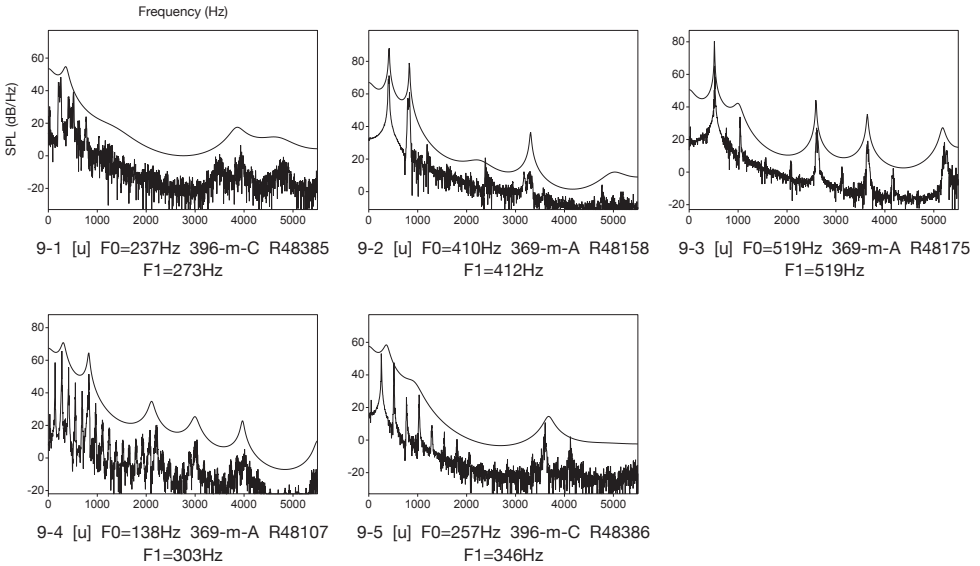 Frequency (Hz)
SPL (dB/Hz)
60
40
20
0
-20
0 1000 2000 3000 4000 5000
9-1 [u] F0=237Hz 396-m-C R48385
F1=273Hz
80
60
40
20
0
0 1000 2000 3000 4000 5000
9-2 [u] F0=410Hz 369-m-A R48158
F1=412Hz
80
60
40
20
0
-20
0 1000 2000 3000 4000 5000
9-3 [u] F0=519Hz 369-m-A R48175
F1=519Hz
80
60
40
20
0
-20
0 1000 2000 3000 4000 5000
9-4 [u] F0=138Hz 369-m-A R48107
F1=303Hz
60
40
20
0
-20
0 1000 2000 3000 4000 5000
9-5 [u] F0=257Hz 396-m-C R48386
F1=346Hz